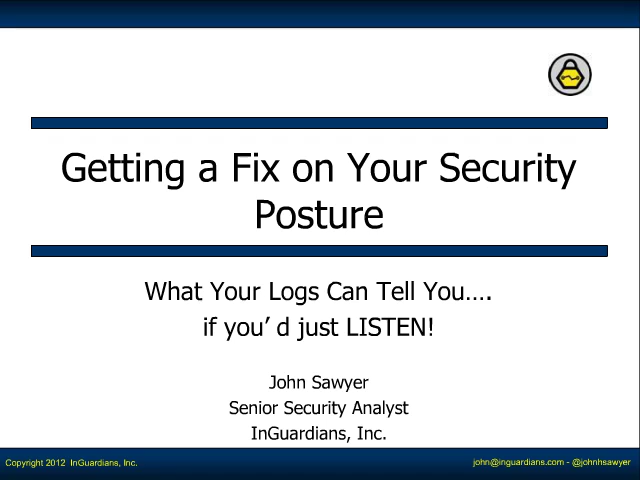 Getting a Fix on Your Security
Posture
What Your Logs Can Tell You….
if you’ d just LISTEN!
John Sawyer
Senior Security Analyst
InGuardians, Inc.
Copyright 2012  InGuardians, Inc.
john@inguardians.com - @johnhsawyer